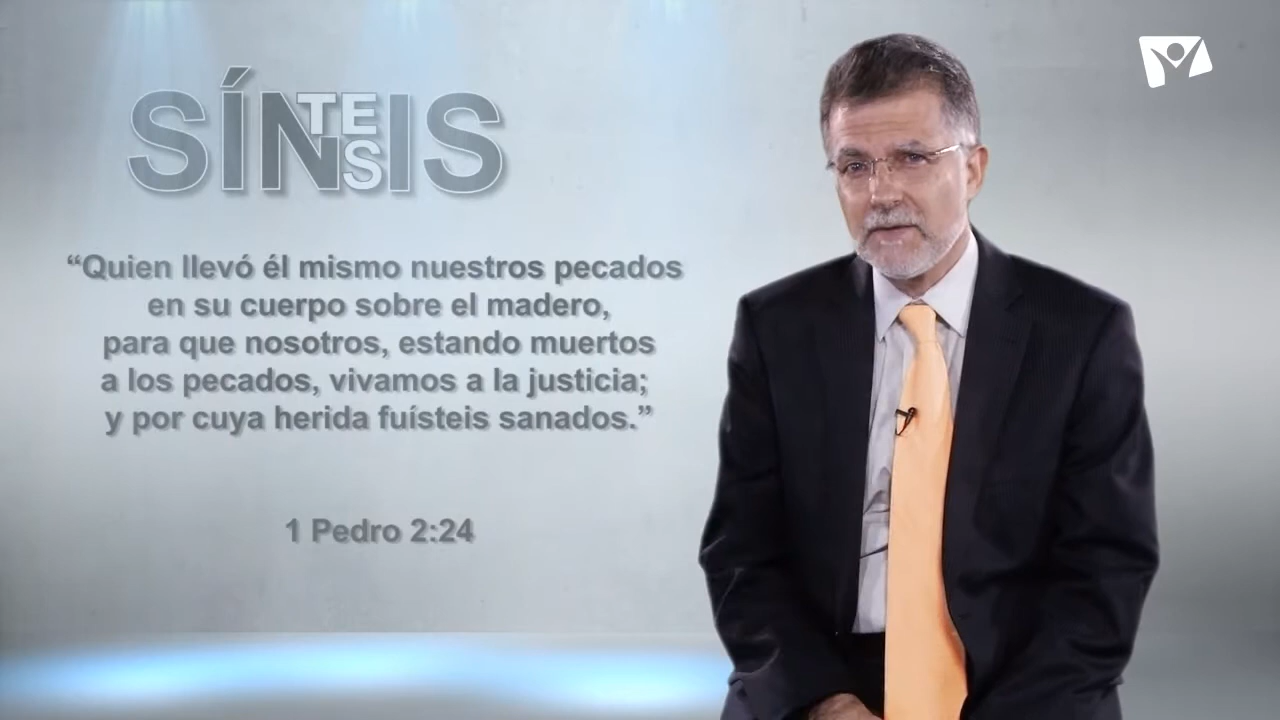 SÍNTESIS
“Quien llevó él mismo nuestros pecados
en su cuerpo sobre el madero,
para que nosotros, estando muertos
a los pecados, vivamos a la justicia;
y por cuya herida fuísteis sanados.”
1 Pedro 2:24